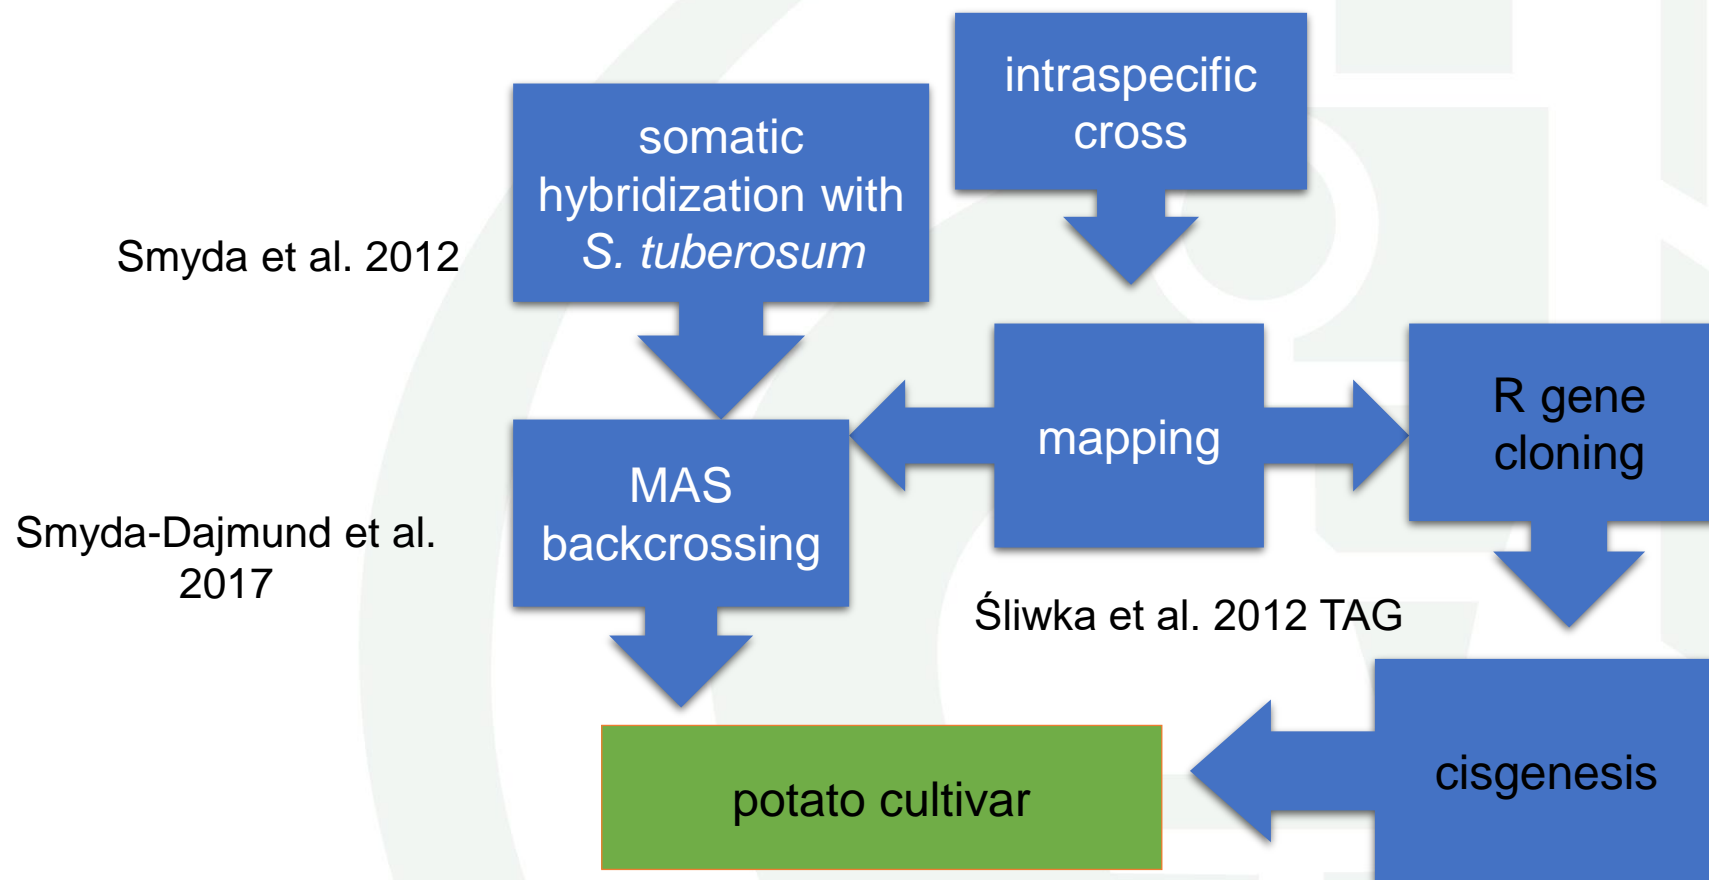 intraspecific
cross
somatic
hybridization with
S. tuberosum
Smyda et al. 2012
mapping
R gene
cloning
MAS
backcrossing
Smyda-Dajmund et al.
2017
Śliwka et al. 2012 TAG
cisgenesis
potato cultivar